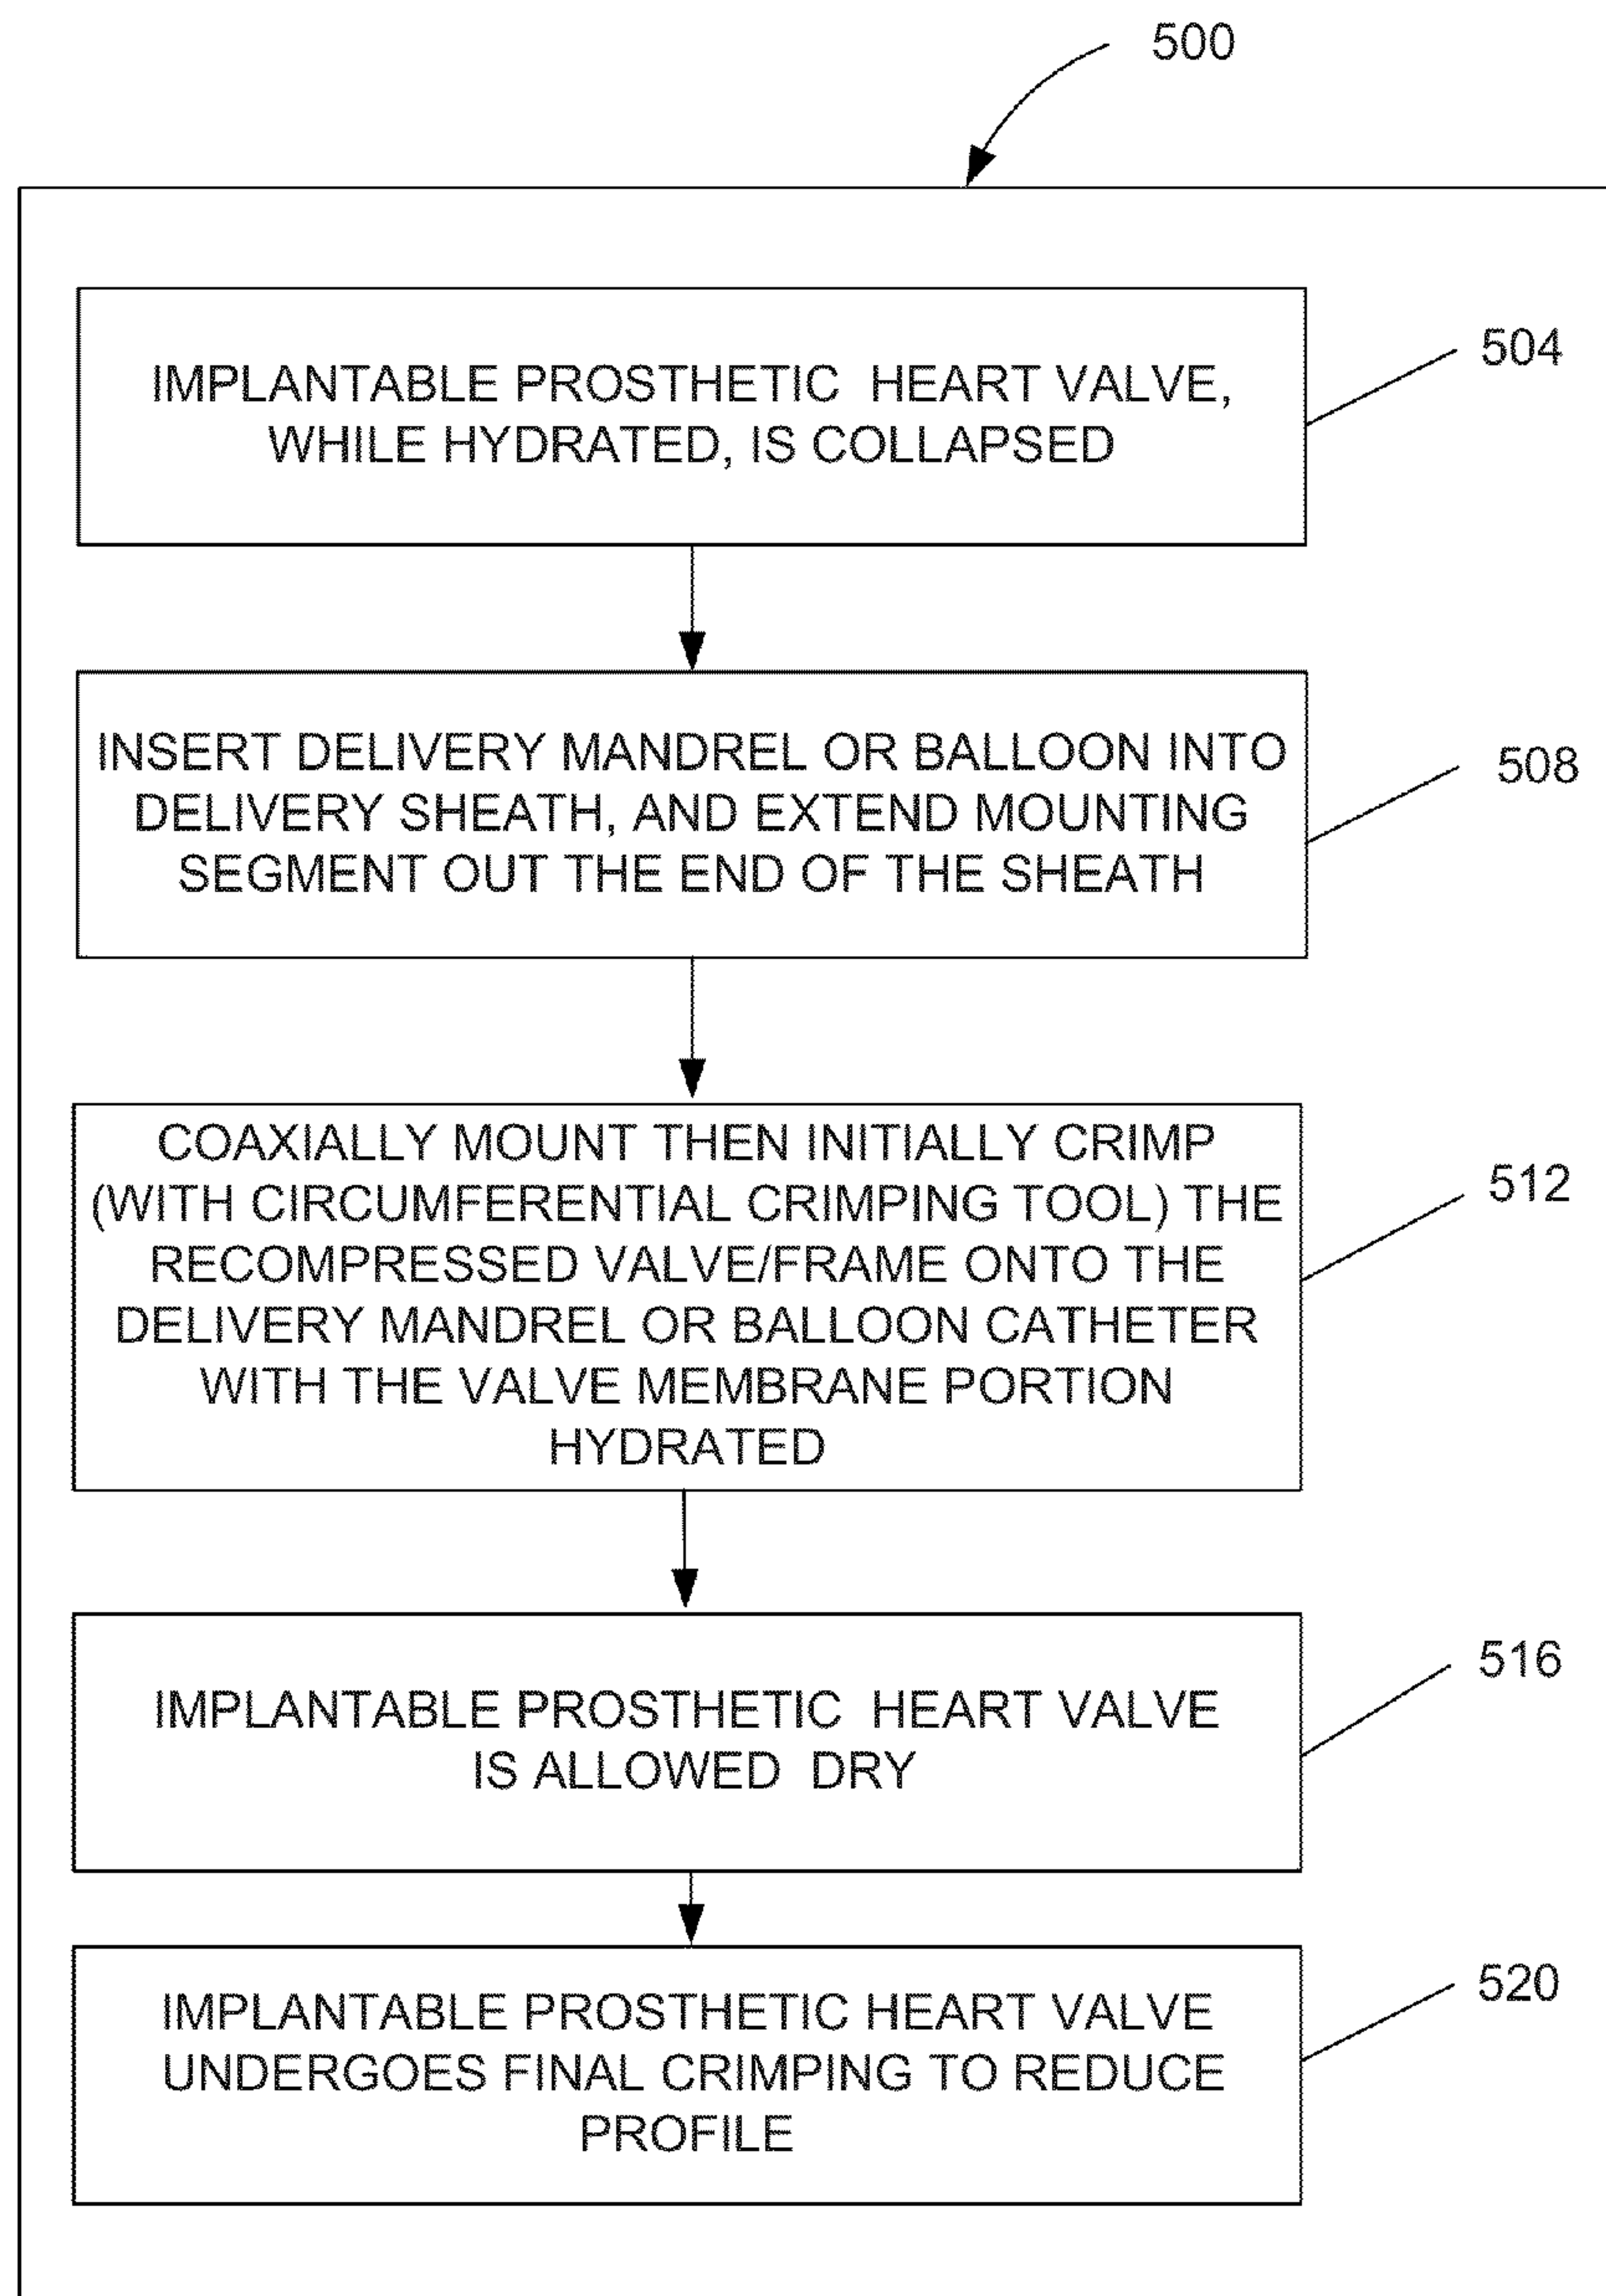 500
IMPLANTABLE PROSTHETIC HEART VALVE,
WHILE HYDRATED, IS COLLAPSED
504
INSERT DELIVERY MANDREL OR BALLOON INTO
DELIVERY SHEATH, AND EXTEND MOUNTING
SEGMENT OUT THE END OF THE SHEATH
508
COAXIALLY MOUNT THEN INITIALLY CRIMP
(WITH CIRCUMFERENTIAL CRIMPING TOOL) THE
RECOMPRESSED VALVE/FRAME ONTO THE
DELIVERY MANDREL OR BALLOON CATHETER
WITH THE VALVE MEMBRANE PORTION
HYDRATED
512
IMPLANTABLE PROSTHETIC HEART VALVE
IS ALLOWED DRY
516
IMPLANTABLE PROSTHETIC HEART VALVE
UNDERGOES FINAL CRIMPING TO REDUCE
PROFILE
520